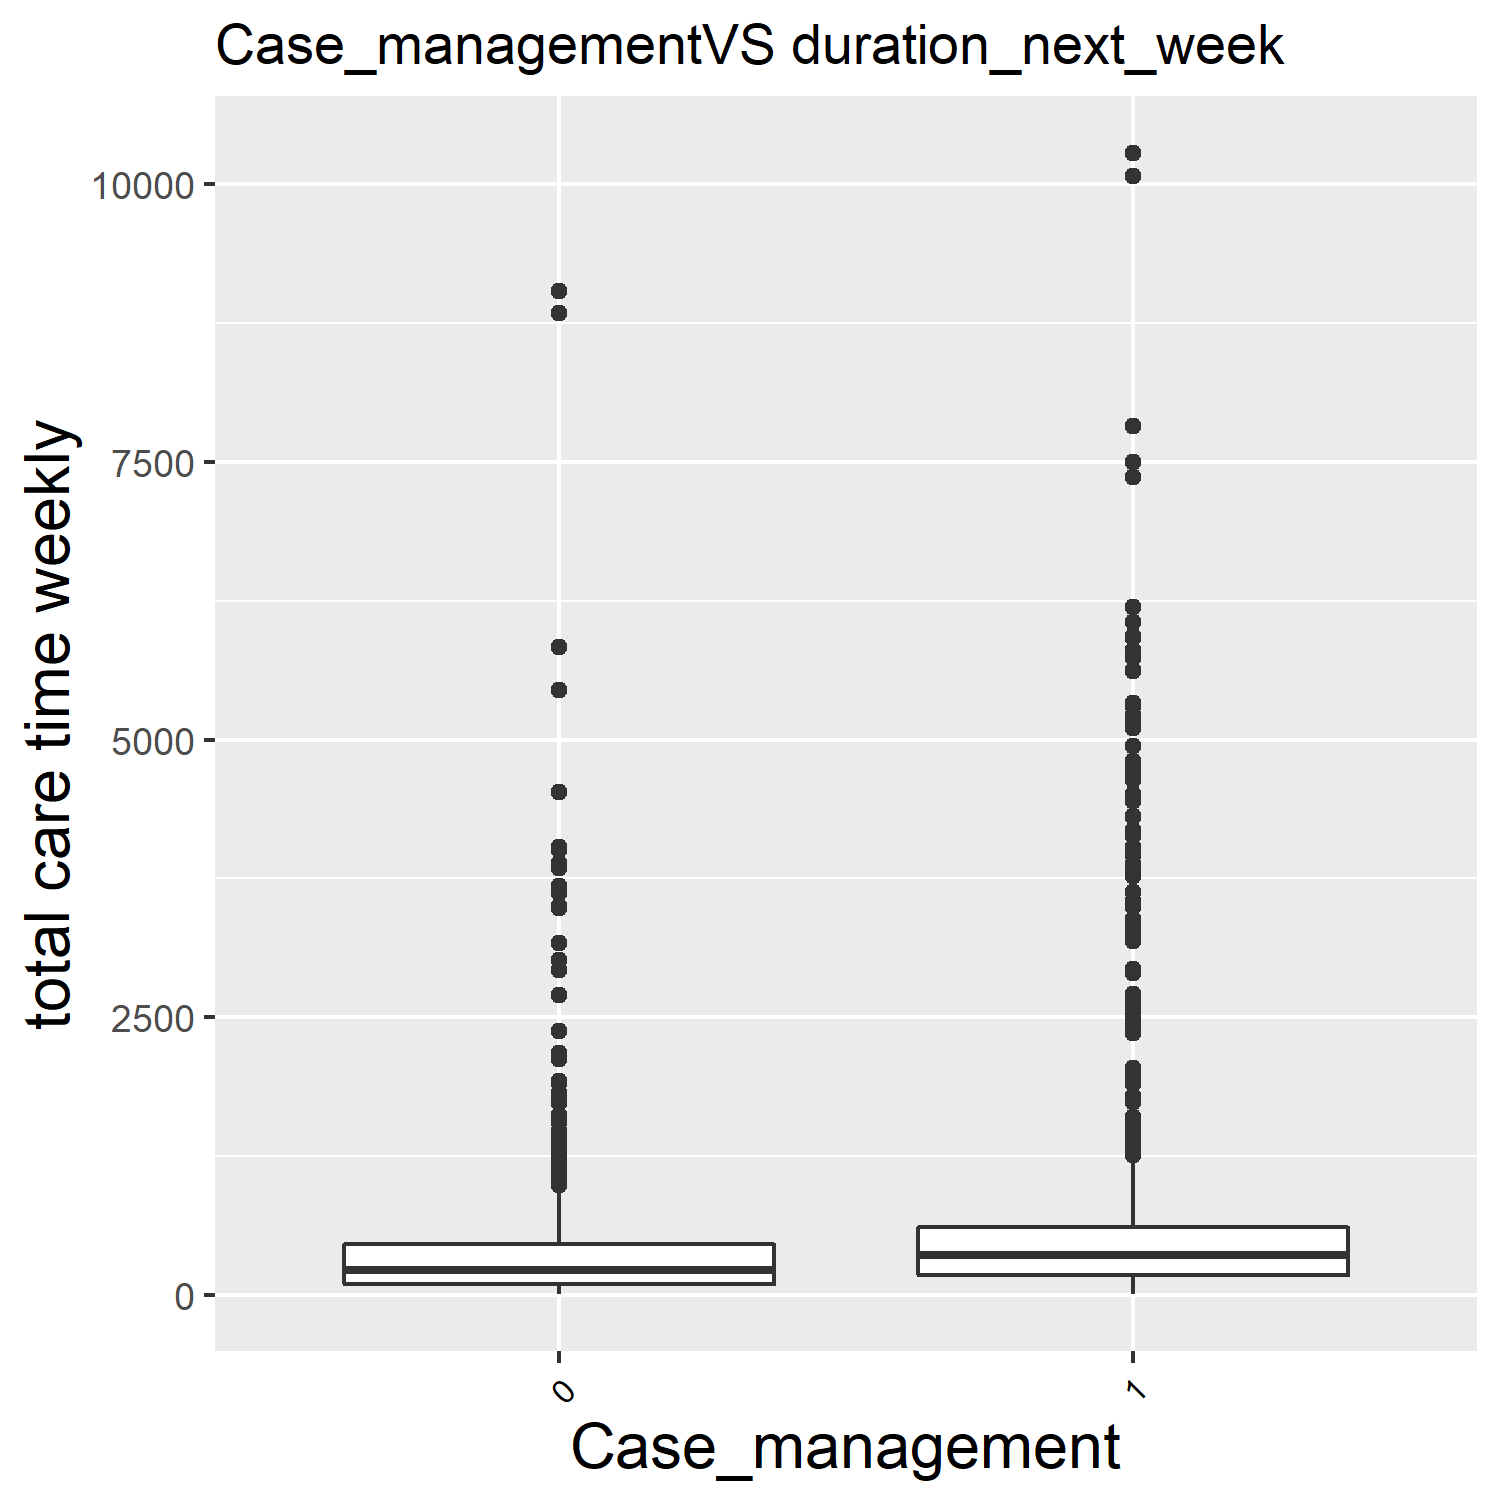 Case_managementVS duration_next_week
total care time weekly
10000
7500
5000
2500
0
0
1
Case_management